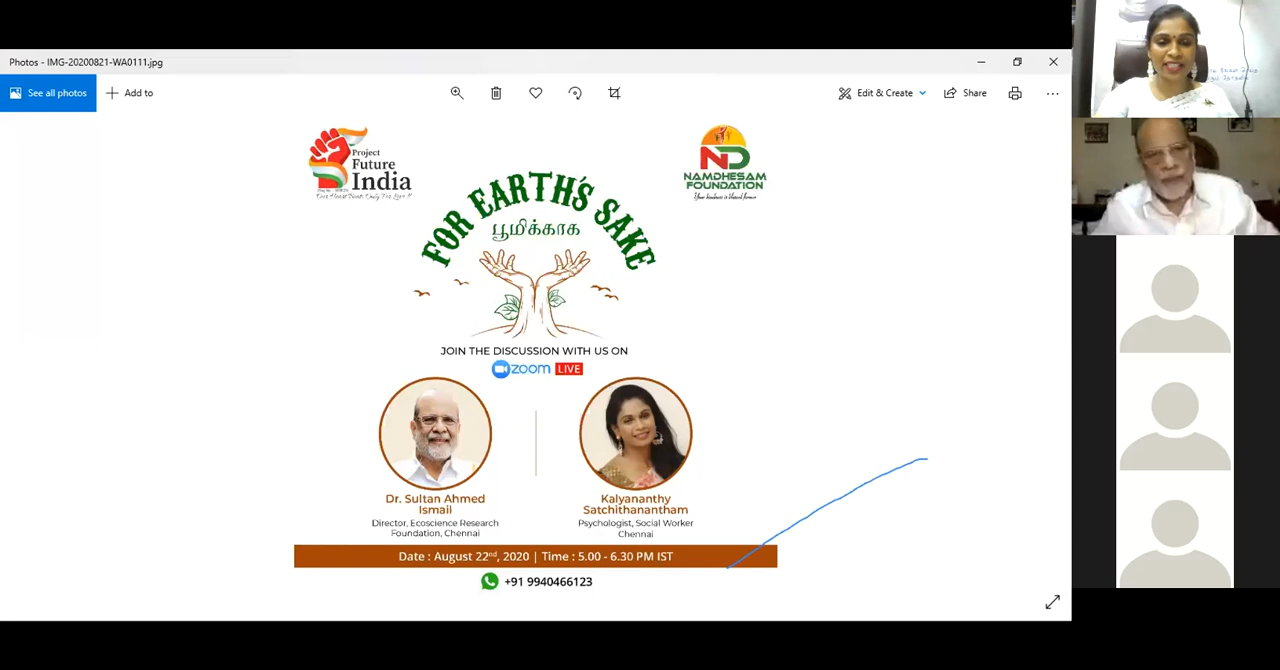 Photos - IMG-20200821-WA0111.jpg
See all photos
Add to
Edit & Create
Share
Project
Future
India
NAMDHESAM
FOUNDATION
FOR EARTH'S SAKE
பூமிக்காக
JOIN THE DISCUSSION WITH US ON
zoom LIVE
Dr. Sultan Ahmed
Ismail
Director, Ecoscience Research
Foundation, Chennai
Kalyananthy
Satchithanantham
Psychologist, Social Worker
Chennai
Date : August 22nd, 2020 | Time : 5.00 - 6.30 PM IST
+91 9940466123